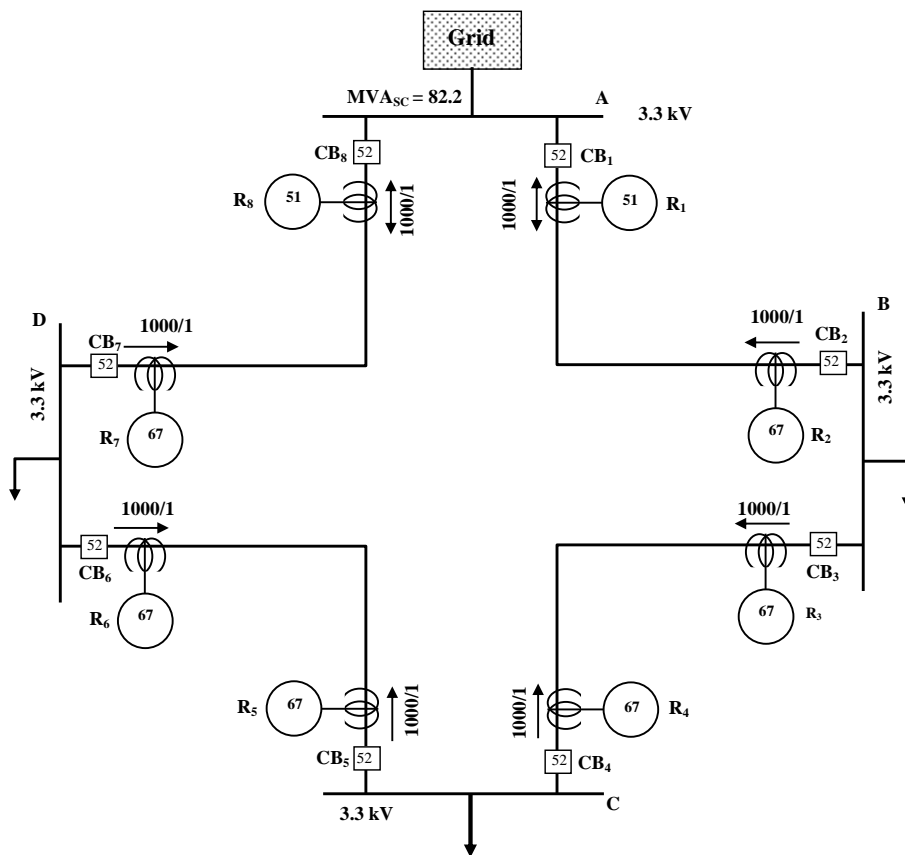 Grid
MVA_SC = 82.2
A
3.3 kV
CB₈
52
52
CB₁
R₈
51
1000/1
1000/1
51
R₁
D
B
1000/1
1000/1
CB₇
52
CB₂
52
3.3 kV
3.3 kV
R₇
67
67
R₂
1000/1
1000/1
52
CB₆
52
CB₃
R₆
67
67
R₃
R₅
67
1000/1
1000/1
67
R₄
CB₅
52
52
CB₄
3.3 kV
C